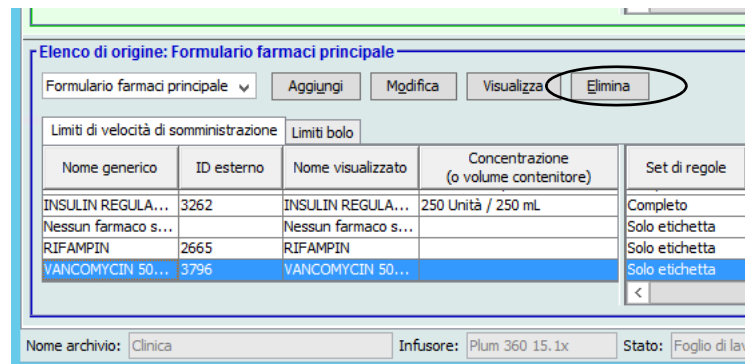 Elenco di origine: Formulario farmaci principale
Formulario farmaci principale Aggiungi Modifica Visualizza Elimina
Limiti di velocità di somministrazione Limiti bolo
Nome generico ID esterno Nome visualizzato Concentrazione (o volume contenitore) Set di regole
INSULIN REGULA... 3262 INSULIN REGULA... 250 Unità / 250 mL Completo
Nessun farmaco s... Nessun farmaco s... Solo etichetta
RIFAMPIN 2665 RIFAMPIN Solo etichetta
VANCOMYCIN 50... 3796 VANCOMYCIN 50... Solo etichetta
Nome archivio: Clinica Infusore: Plum 360 15.1x Stato: Foglio di lav